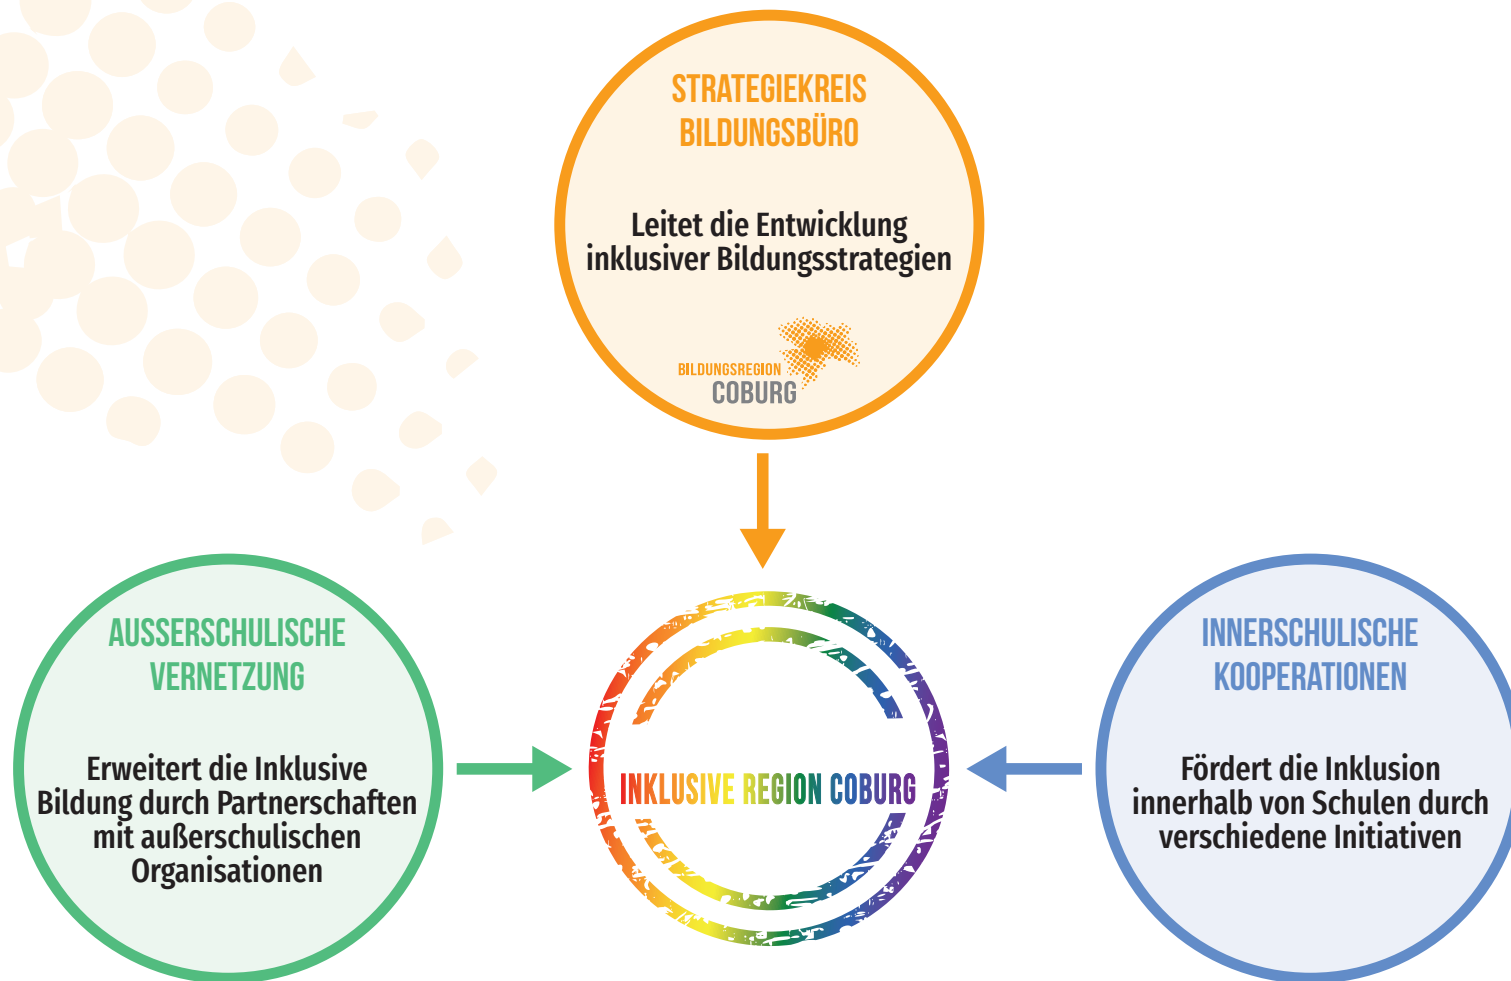 STRATEGIEKREIS
BILDUNGSBÜRO
Leitet die Entwicklung
inklusiver Bildungsstrategien
BILDUNGSREGION
COBURG
AUSSERSCHULISCHE
VERNETZUNG
Erweitert die Inklusive
Bildung durch Partnerschaften
mit außerschulischen
Organisationen
INKLUSIVE REGION COBURG
INNERSCHULISCHE
KOOPERATIONEN
Fördert die Inklusion
innerhalb von Schulen durch
verschiedene Initiativen